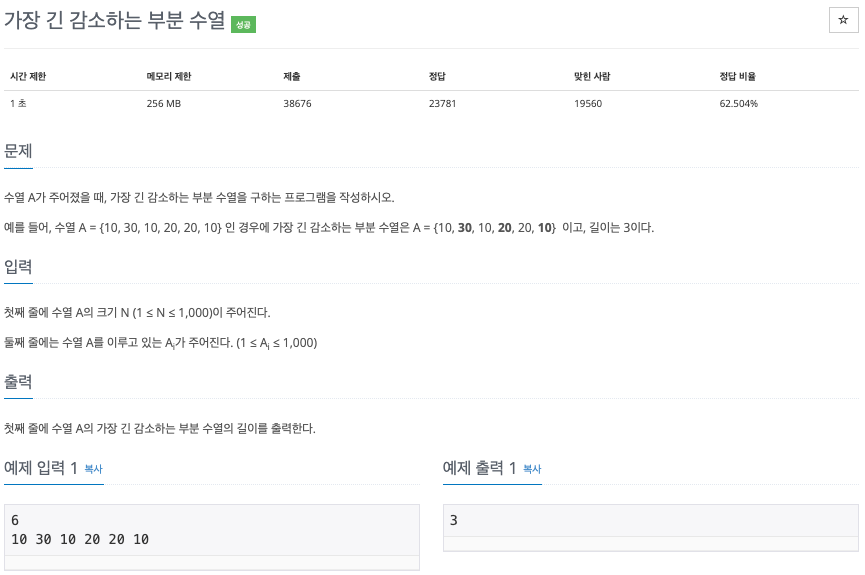 가장 긴 감소하는 부분 수열 성공
☆
시간 제한 메모리 제한 제출 정답 맞힌 사람 정답 비율
1 초 256 MB 38676 23781 19560 62.504%
문제
수열 A가 주어졌을 때, 가장 긴 감소하는 부분 수열을 구하는 프로그램을 작성하시오.
예를 들어, 수열 A = {10, 30, 10, 20, 20, 10} 인 경우에 가장 긴 감소하는 부분 수열은 A = {10, 30, 10, 20, 20, 10} 이고, 길이는 3이다.
입력
첫째 줄에 수열 A의 크기 N (1 ≤ N ≤ 1,000)이 주어진다.
둘째 줄에는 수열 A를 이루고 있는 Ai가 주어진다. (1 ≤ Ai ≤ 1,000)
출력
첫째 줄에 수열 A의 가장 긴 감소하는 부분 수열의 길이를 출력한다.
예제 입력 1 복사
6
10 30 10 20 20 10
예제 출력 1 복사
3